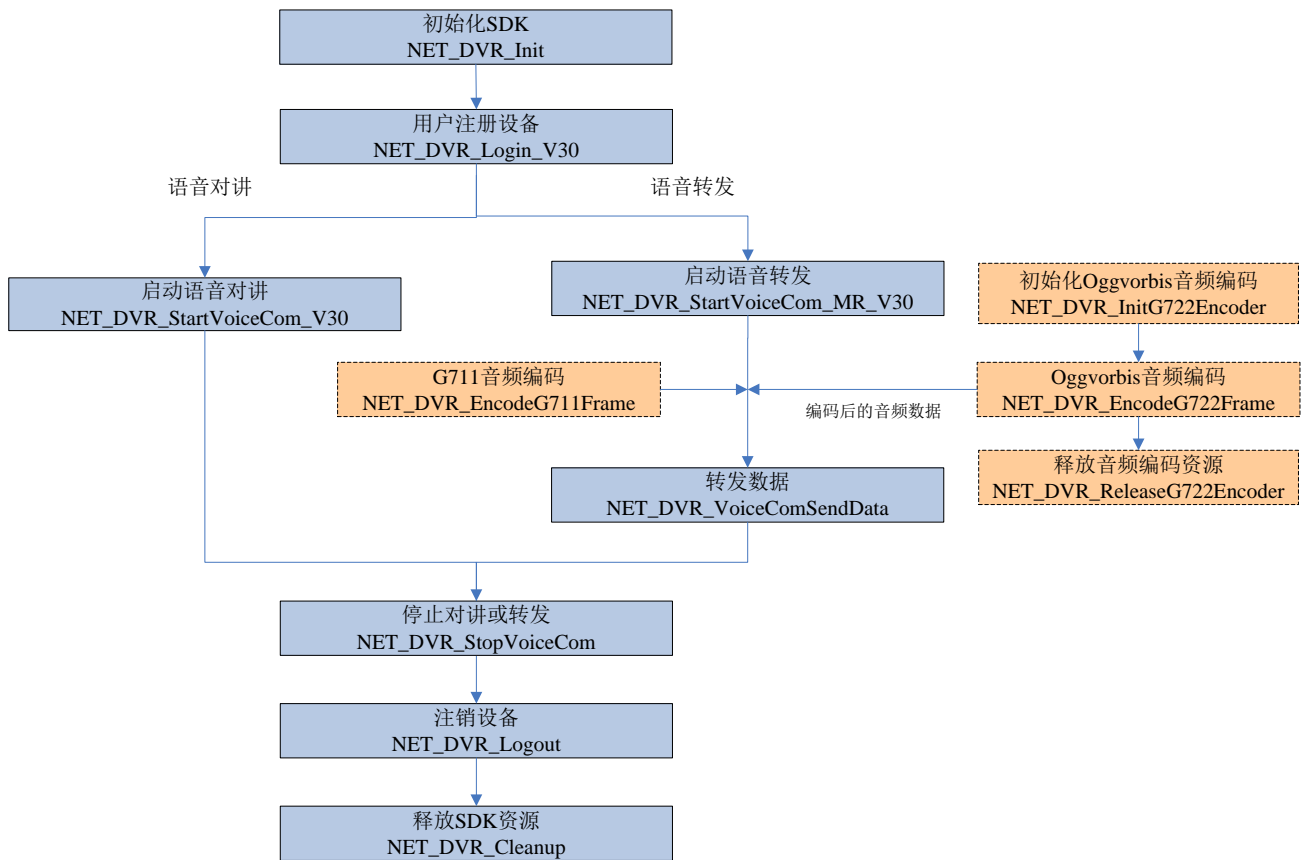 初始化SDK
NET_DVR_Init
用户注册设备
NET_DVR_Login_V30
语音对讲
语音转发
启动语音对讲
NET_DVR_StartVoiceCom_V30
启动语音转发
NET_DVR_StartVoiceCom_MR_V30
初始化Oggvorbis音频编码
NET_DVR_InitG722Encoder
G711音频编码
NET_DVR_EncodeG711Frame
编码后的音频数据
Oggvorbis音频编码
NET_DVR_EncodeG722Frame
释放音频编码资源
NET_DVR_ReleaseG722Encoder
转发数据
NET_DVR_VoiceComSendData
停止对讲或转发
NET_DVR_StopVoiceCom
注销设备
NET_DVR_Logout
释放SDK资源
NET_DVR_Cleanup